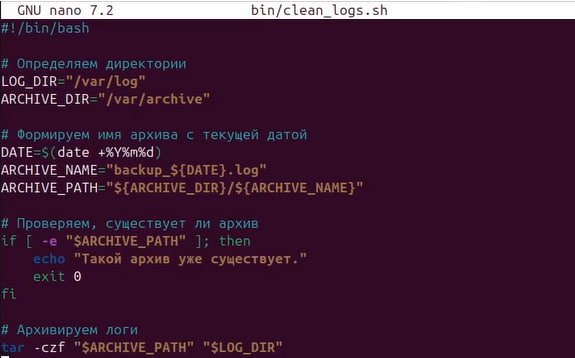 GNU nano 7.2 bin/clean_logs.sh
#!/bin/bash
# Определяем директории
LOG_DIR="/var/log"
ARCHIVE_DIR="/var/archive"
# Формируем имя архива с текущей датой
DATE=$(date +%Y%m%d)
ARCHIVE_NAME="backup_${DATE}.log"
ARCHIVE_PATH="${ARCHIVE_DIR}/${ARCHIVE_NAME}"
# Проверяем, существует ли архив
if [ -e "$ARCHIVE_PATH" ]; then
    echo "Такой архив уже существует."
    exit 0
fi
# Архивируем логи
tar -czf "$ARCHIVE_PATH" "$LOG_DIR"